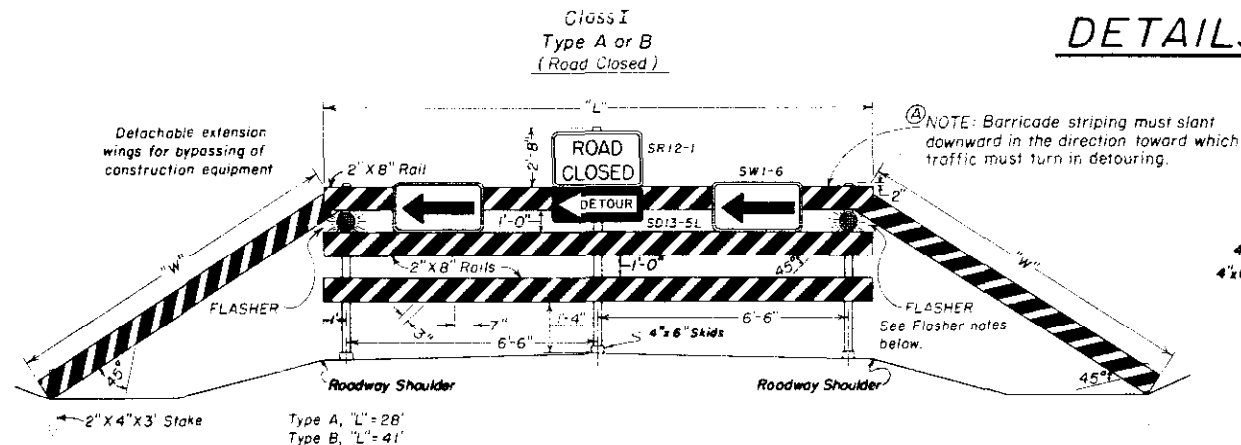 Class I
Type A or B
(Road Closed)
DETAILS
"L"
Detachable extension
wings for bypassing of
construction equipment
2'-8"
ROAD
CLOSED
SR12-1
Ⓐ NOTE: Barricade striping must slant
downward in the direction toward which
traffic must turn in detouring.
2" X 8" Rail
SW1-6
2"
DETOUR
1'-0"
SD13-5L
"W"
"W"
2" X 8" Rails
1'-0"
45°
FLASHER
FLASHER
See Flasher notes
below.
1'
3"
7"
1'-4"
6'-6"
6'-6"
4" x 6" Skids
45°
45°
Roadway Shoulder
Roadway Shoulder
2" X 4" X 3' Stake
Type A, "L" = 28'
Type B, "L" = 41'